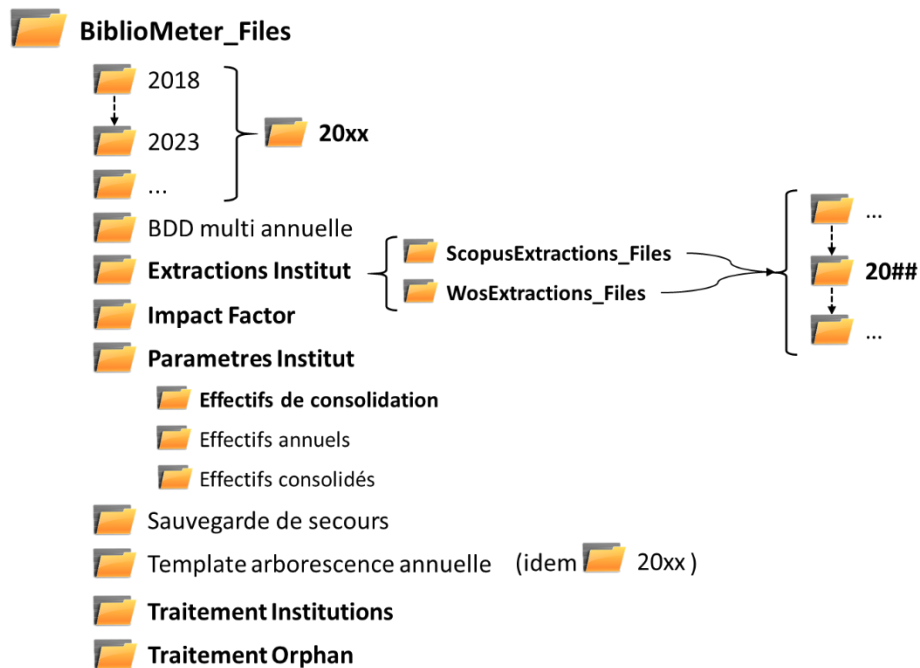 BiblioMeter_Files
2018
2023
20xx
...
BDD multi annuelle
Extractions Institut
ScopusExtractions_Files
WosExtractions_Files
...
20##
...
Impact Factor
Parametres Institut
Effectifs de consolidation
Effectifs annuels
Effectifs consolidés
Sauvegarde de secours
Template arborescence annuelle (idem 20xx )
Traitement Institutions
Traitement Orphan